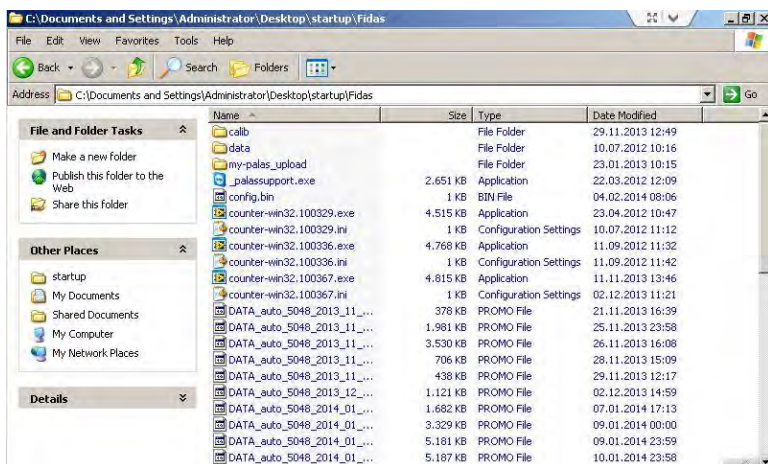 C:\Documents and Settings\Administrator\Desktop\startup\Fidas
File Edit View Favorites Tools Help
Back Search Folders
Address C:\Documents and Settings\Administrator\Desktop\startup\Fidas Go
File and Folder Tasks
Make a new folder
Publish this folder to the
Web
Share this folder
Other Places
startup
My Documents
Shared Documents
My Computer
My Network Places
Details
Name Size Type Date Modified
calib File Folder 29.11.2013 12:49
data File Folder 10.07.2012 10:16
my-palas_upload File Folder 23.01.2013 10:15
_palassupport.exe 2.651 KB Application 22.03.2012 12:09
config.bin 1 KB BIN File 04.02.2014 08:06
counter-win32.100329.exe 4.515 KB Application 23.04.2012 10:47
counter-win32.100329.ini 1 KB Configuration Settings 10.07.2012 11:12
counter-win32.100336.exe 4.768 KB Application 11.09.2012 11:32
counter-win32.100336.ini 1 KB Configuration Settings 11.09.2012 11:42
counter-win32.100367.exe 4.815 KB Application 11.11.2013 13:46
counter-win32.100367.ini 1 KB Configuration Settings 02.12.2013 11:21
DATA_auto_5048_2013_11_... 378 KB PROMO File 21.11.2013 16:39
DATA_auto_5048_2013_11_... 1.981 KB PROMO File 25.11.2013 23:58
DATA_auto_5048_2013_11_... 3.530 KB PROMO File 26.11.2013 16:08
DATA_auto_5048_2013_11_... 706 KB PROMO File 28.11.2013 15:09
DATA_auto_5048_2013_11_... 438 KB PROMO File 29.11.2013 12:17
DATA_auto_5048_2013_12_... 1.121 KB PROMO File 02.12.2013 14:59
DATA_auto_5048_2014_01_... 1.682 KB PROMO File 07.01.2014 17:13
DATA_auto_5048_2014_01_... 3.329 KB PROMO File 09.01.2014 00:00
DATA_auto_5048_2014_01_... 5.181 KB PROMO File 09.01.2014 23:59
DATA_auto_5048_2014_01_... 5.187 KB PROMO File 10.01.2014 23:58